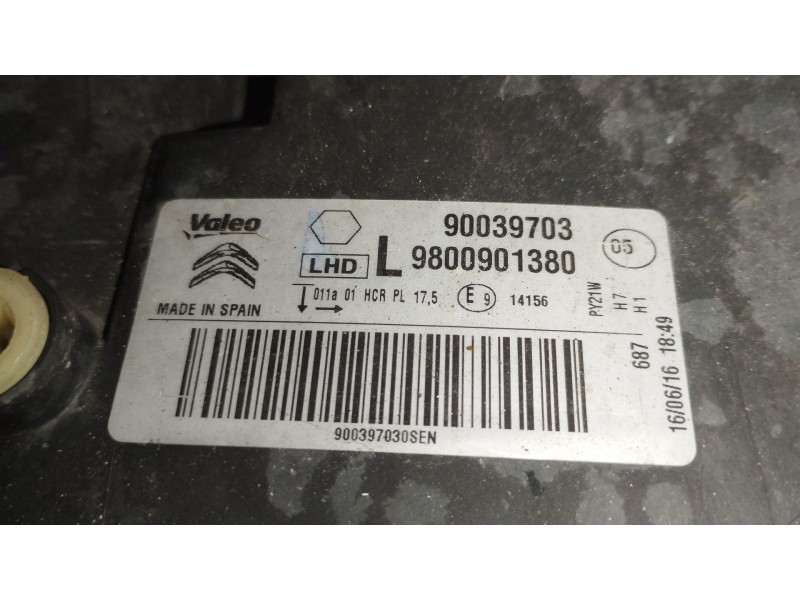 Valeo
90039703
05
LHD L 9800901380
011a 01 HCR PL 17,5 E 9 14156
MADE IN SPAIN
PY21W
H7
H1
687
16/06/16 18:49
900397030SEN